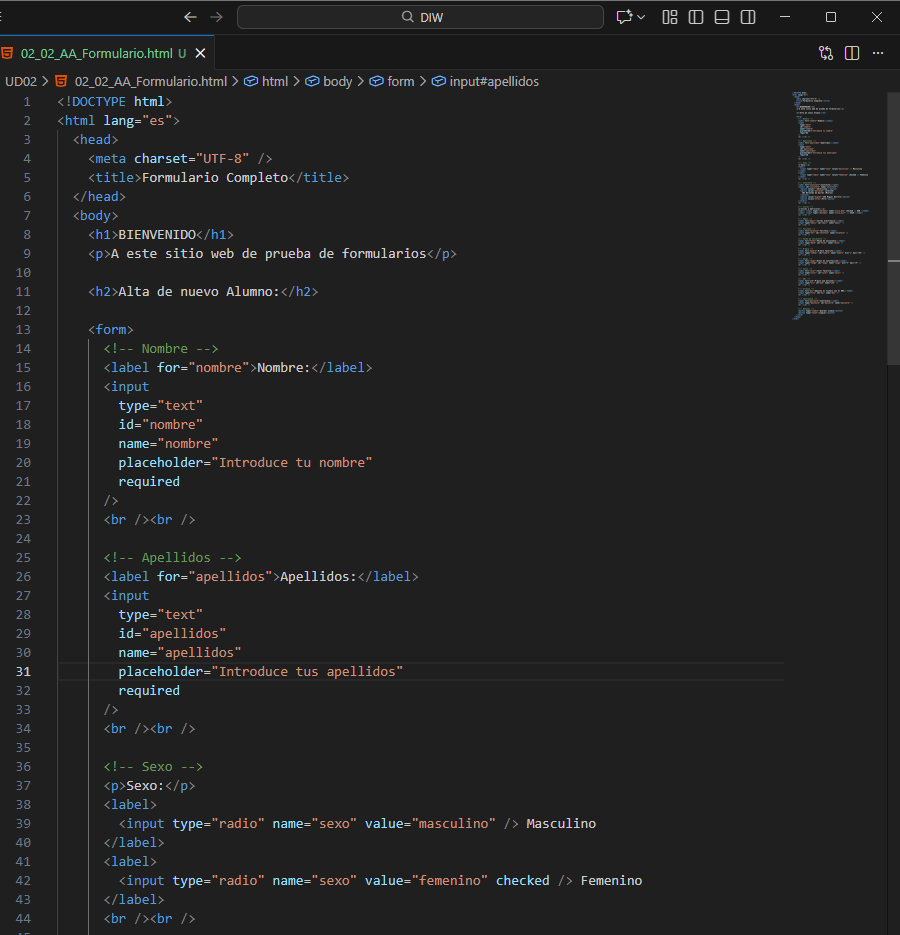 DIW
02_02_AA_Formulario.html U
UD02 > 02_02_AA_Formulario.html > html > body > form > input#apellidos
1 <!DOCTYPE html>
2 <html lang="es">
3 <head>
4 <meta charset="UTF-8" />
5 <title>Formulario Completo</title>
6 </head>
7 <body>
8 <h1>BIENVENIDO</h1>
9 <p>A este sitio web de prueba de formularios</p>
10
11 <h2>Alta de nuevo Alumno:</h2>
12
13 <form>
14 <!-- Nombre -->
15 <label for="nombre">Nombre:</label>
16 <input
17 type="text"
18 id="nombre"
19 name="nombre"
20 placeholder="Introduce tu nombre"
21 required
22 />
23 <br /><br />
24
25 <!-- Apellidos -->
26 <label for="apellidos">Apellidos:</label>
27 <input
28 type="text"
29 id="apellidos"
30 name="apellidos"
31 placeholder="Introduce tus apellidos"
32 required
33 />
34 <br /><br />
35
36 <!-- Sexo -->
37 <p>Sexo:</p>
38 <label>
39 <input type="radio" name="sexo" value="masculino" /> Masculino
40 </label>
41 <label>
42 <input type="radio" name="sexo" value="femenino" checked /> Femenino
43 </label>
44 <br /><br />